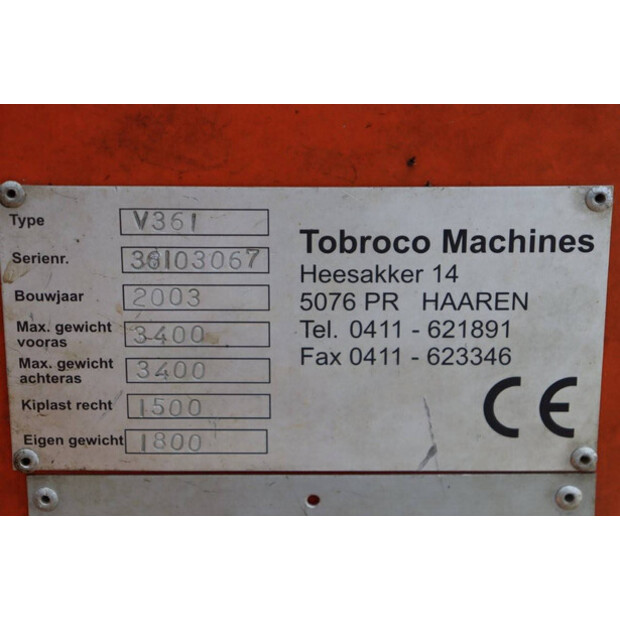 Type V361
Serienr. 36103067
Bouwjaar 2003
Max. gewicht vooras 3400
Max. gewicht achteras 3400
Kiplast recht 1500
Eigen gewicht 1800
Tobroco Machines
Heesakker 14
5076 PR HAAREN
Tel. 0411 - 621891
Fax 0411 - 623346
CE